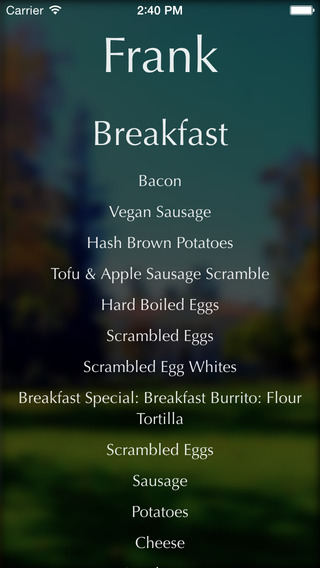 Carrier 2:40 PM
Frank
Breakfast
Bacon
Vegan Sausage
Hash Brown Potatoes
Tofu & Apple Sausage Scramble
Hard Boiled Eggs
Scrambled Eggs
Scrambled Egg Whites
Breakfast Special: Breakfast Burrito: Flour
Tortilla
Scrambled Eggs
Sausage
Potatoes
Cheese